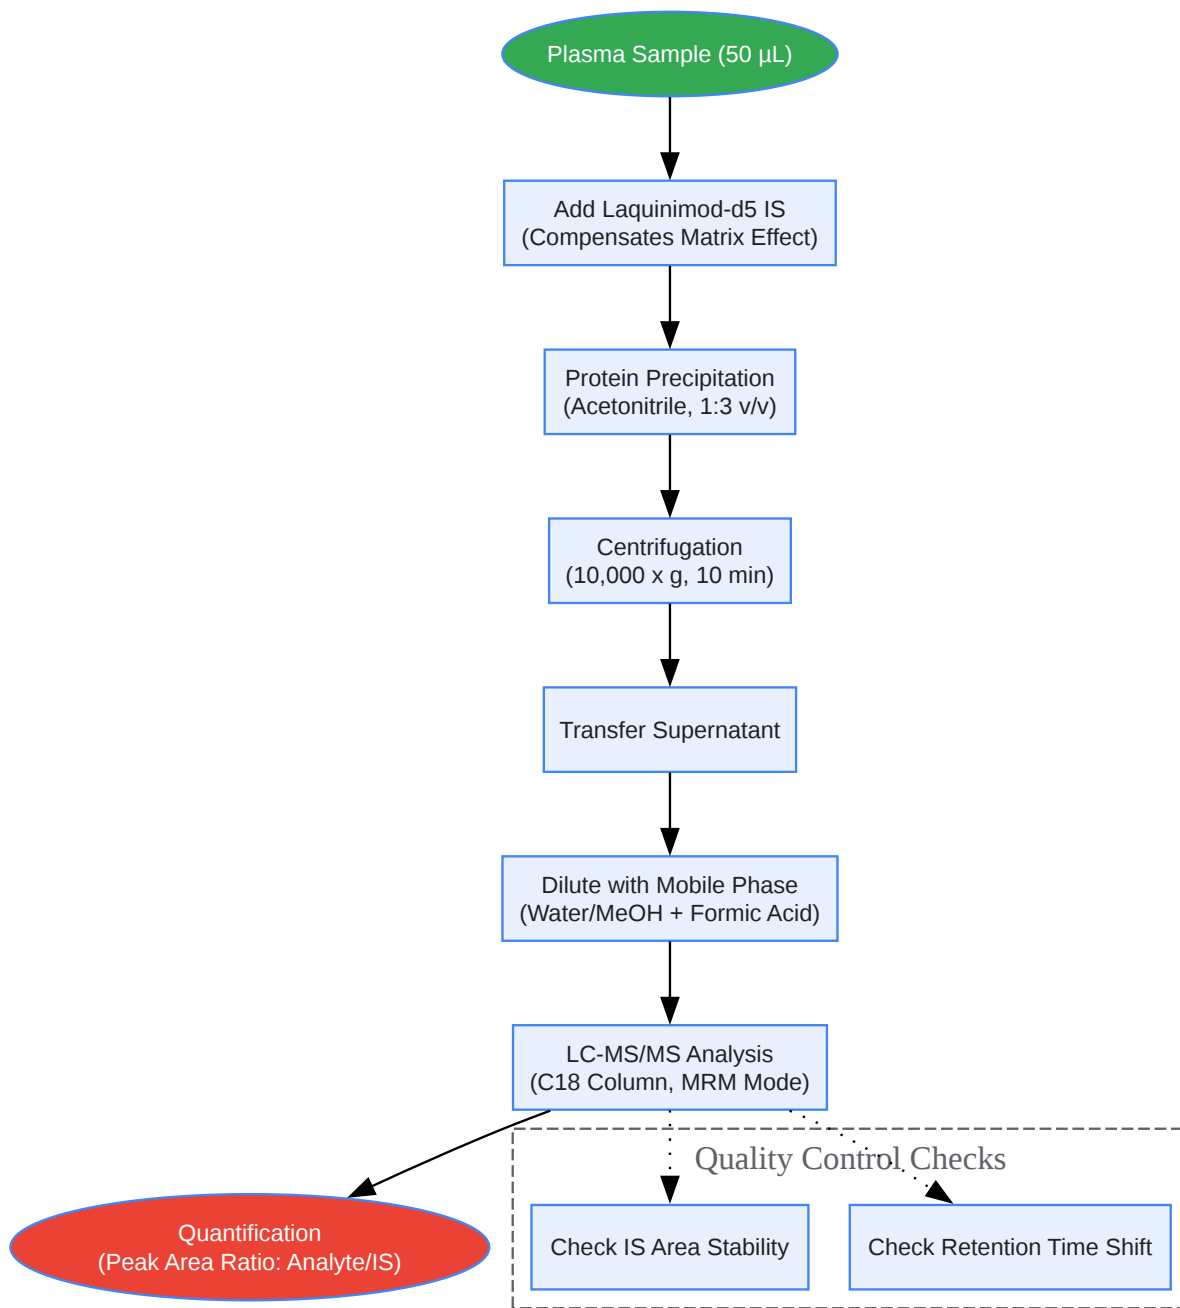 Plasma Sample (50 µL)
Add Laquinimod-d5 IS
(Compensates Matrix Effect)
Protein Precipitation
(Acetonitrile, 1:3 v/v)
Centrifugation
(10,000 x g, 10 min)
Transfer Supernatant
Dilute with Mobile Phase
(Water/MeOH + Formic Acid)
LC-MS/MS Analysis
(C18 Column, MRM Mode)
Quality Control Checks
Quantification
(Peak Area Ratio: Analyte/IS)
Check IS Area Stability
Check Retention Time Shift